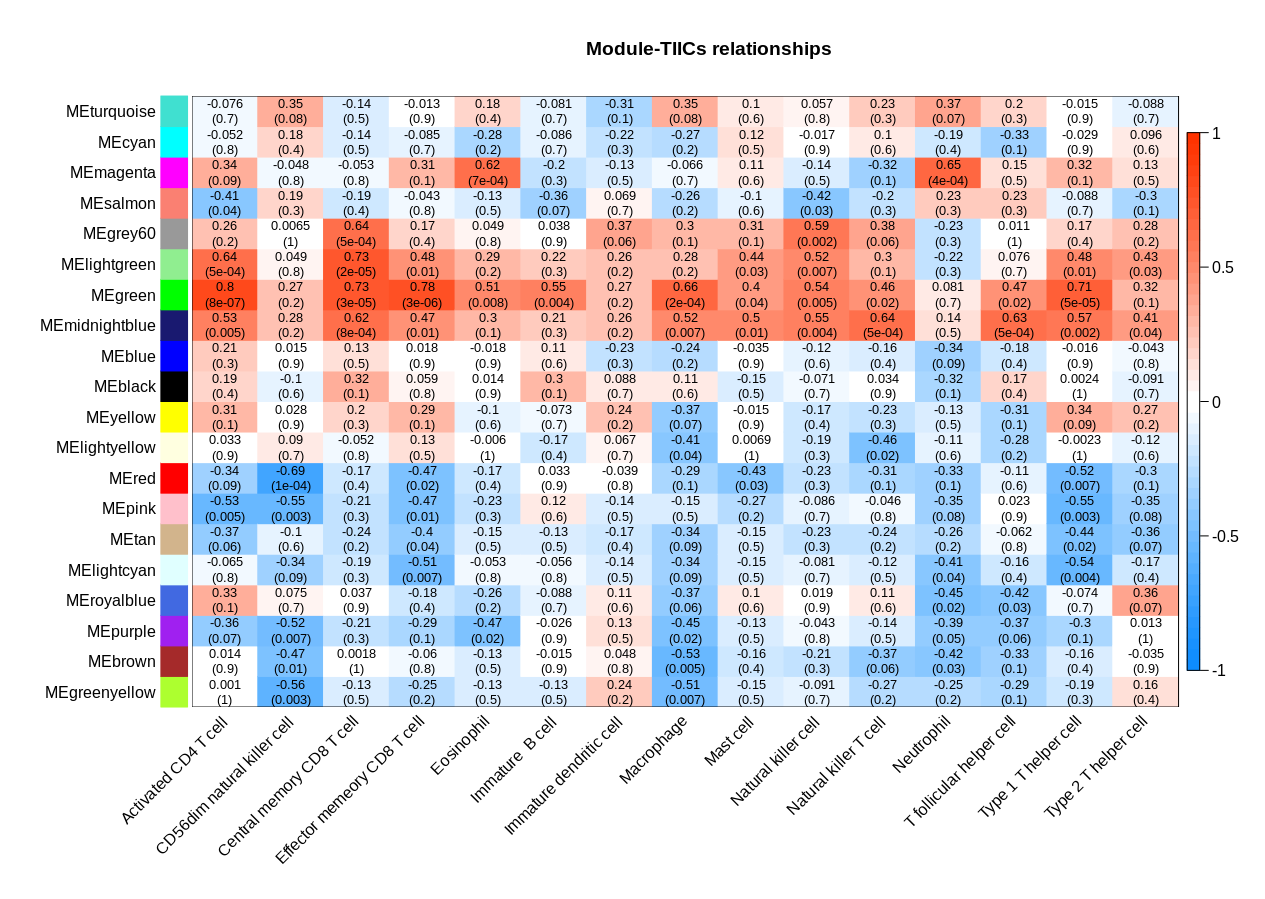 Module-TIICs relationships
MEturquoise -0.076 0.35 -0.14 -0.013 0.18 -0.081 -0.31 0.35 0.1 0.057 0.23 0.37 0.2 -0.015 -0.088
(0.7) (0.08) (0.5) (0.9) (0.4) (0.7) (0.1) (0.08) (0.6) (0.8) (0.3) (0.07) (0.3) (0.9) (0.7)
MEcyan -0.052 0.18 -0.14 -0.085 -0.28 -0.086 -0.22 -0.27 0.12 -0.017 0.1 -0.19 -0.33 -0.029 0.096
(0.8) (0.4) (0.5) (0.7) (0.2) (0.7) (0.3) (0.2) (0.5) (0.9) (0.6) (0.4) (0.1) (0.9) (0.6)
MEmagenta 0.34 -0.048 -0.053 0.31 0.62 -0.2 -0.13 -0.066 0.11 -0.14 -0.32 0.65 0.15 0.32 0.13
(0.09) (0.8) (0.8) (0.1) (7e-04) (0.3) (0.5) (0.7) (0.6) (0.5) (0.1) (4e-04) (0.5) (0.1) (0.5)
MEsalmon -0.41 0.19 -0.19 -0.043 -0.13 -0.36 0.069 -0.26 -0.1 -0.42 -0.2 0.23 0.23 -0.088 -0.3
(0.04) (0.3) (0.4) (0.8) (0.5) (0.07) (0.7) (0.2) (0.6) (0.03) (0.3) (0.3) (0.3) (0.7) (0.1)
MEgrey60 0.26 0.0065 0.64 0.17 0.049 0.038 0.37 0.3 0.31 0.59 0.38 -0.23 0.011 0.17 0.28
(0.2) (1) (5e-04) (0.4) (0.8) (0.9) (0.06) (0.1) (0.1) (0.002) (0.06) (0.3) (1) (0.4) (0.2)
MElightgreen 0.64 0.049 0.73 0.48 0.29 0.22 0.26 0.28 0.44 0.52 0.3 -0.22 0.076 0.48 0.43
(5e-04) (0.8) (2e-05) (0.01) (0.2) (0.3) (0.2) (0.2) (0.03) (0.007) (0.1) (0.3) (0.7) (0.01) (0.03)
MEgreen 0.8 0.27 0.73 0.78 0.51 0.55 0.27 0.66 0.4 0.54 0.46 0.081 0.47 0.71 0.32
(8e-07) (0.2) (3e-05) (3e-06) (0.008) (0.004) (0.2) (2e-04) (0.04) (0.005) (0.02) (0.7) (0.02) (5e-05) (0.1)
MEmidnightblue 0.53 0.28 0.62 0.47 0.3 0.21 0.26 0.52 0.5 0.55 0.64 0.14 0.63 0.57 0.41
(0.005) (0.2) (8e-04) (0.01) (0.1) (0.3) (0.2) (0.007) (0.01) (0.004) (5e-04) (0.5) (5e-04) (0.002) (0.04)
MEblue 0.21 0.015 0.13 0.018 -0.018 0.11 -0.23 -0.24 -0.035 -0.12 -0.16 -0.34 -0.18 -0.016 -0.043
(0.3) (0.9) (0.5) (0.9) (0.9) (0.6) (0.3) (0.2) (0.9) (0.6) (0.4) (0.09) (0.4) (0.9) (0.8)
MEblack 0.19 -0.1 0.32 0.059 0.014 0.3 0.088 0.11 -0.15 -0.071 0.034 -0.32 0.17 0.0024 -0.091
(0.4) (0.6) (0.1) (0.8) (0.9) (0.1) (0.7) (0.6) (0.5) (0.7) (0.9) (0.1) (0.4) (1) (0.7)
MEyellow 0.31 0.028 0.2 0.29 -0.1 -0.073 0.24 -0.37 -0.015 -0.17 -0.23 -0.13 -0.31 0.34 0.27
(0.1) (0.9) (0.3) (0.1) (0.6) (0.7) (0.2) (0.07) (0.9) (0.4) (0.3) (0.5) (0.1) (0.09) (0.2)
MElightyellow 0.033 0.09 -0.052 0.13 -0.006 -0.17 0.067 -0.41 0.0069 -0.19 -0.46 -0.11 -0.28 -0.0023 -0.12
(0.9) (0.7) (0.8) (0.5) (1) (0.4) (0.7) (0.04) (1) (0.3) (0.02) (0.6) (0.2) (1) (0.6)
MEred -0.34 -0.69 -0.17 -0.47 -0.17 0.033 -0.039 -0.29 -0.43 -0.23 -0.31 -0.33 -0.11 -0.52 -0.3
(0.09) (1e-04) (0.4) (0.02) (0.4) (0.9) (0.8) (0.1) (0.03) (0.3) (0.1) (0.1) (0.6) (0.007) (0.1)
MEpink -0.53 -0.55 -0.21 -0.47 -0.23 0.12 -0.14 -0.15 -0.27 -0.086 -0.046 -0.35 0.023 -0.55 -0.35
(0.005) (0.003) (0.3) (0.01) (0.3) (0.6) (0.5) (0.5) (0.2) (0.7) (0.8) (0.08) (0.9) (0.003) (0.08)
MEtan -0.37 -0.1 -0.24 -0.4 -0.15 -0.13 -0.17 -0.34 -0.15 -0.23 -0.24 -0.26 -0.062 -0.44 -0.36
(0.06) (0.6) (0.2) (0.04) (0.5) (0.5) (0.4) (0.09) (0.5) (0.3) (0.2) (0.2) (0.8) (0.02) (0.07)
MElightcyan -0.065 -0.34 -0.19 -0.51 -0.053 -0.056 -0.14 -0.34 -0.15 -0.081 -0.12 -0.41 -0.16 -0.54 -0.17
(0.8) (0.09) (0.3) (0.007) (0.8) (0.8) (0.5) (0.09) (0.5) (0.7) (0.5) (0.04) (0.4) (0.004) (0.4)
MEroyalblue 0.33 0.075 0.037 -0.18 -0.26 -0.088 0.11 -0.37 0.1 0.019 0.11 -0.45 -0.42 -0.074 0.36
(0.1) (0.7) (0.9) (0.4) (0.2) (0.7) (0.6) (0.06) (0.6) (0.9) (0.6) (0.02) (0.03) (0.7) (0.07)
MEpurple -0.36 -0.52 -0.21 -0.29 -0.47 -0.026 0.13 -0.45 -0.13 -0.043 -0.14 -0.39 -0.37 -0.3 0.013
(0.07) (0.007) (0.3) (0.1) (0.02) (0.9) (0.5) (0.02) (0.5) (0.8) (0.5) (0.05) (0.06) (0.1) (1)
MEbrown 0.014 -0.47 0.0018 -0.06 -0.13 -0.015 0.048 -0.53 -0.16 -0.21 -0.37 -0.42 -0.33 -0.16 -0.035
(0.9) (0.01) (1) (0.8) (0.5) (0.9) (0.8) (0.005) (0.4) (0.3) (0.06) (0.03) (0.1) (0.4) (0.9)
MEgreenyellow 0.001 -0.56 -0.13 -0.25 -0.13 -0.13 0.24 -0.51 -0.15 -0.091 -0.27 -0.25 -0.29 -0.19 0.16
(1) (0.003) (0.5) (0.2) (0.5) (0.5) (0.2) (0.007) (0.5) (0.7) (0.2) (0.2) (0.1) (0.3) (0.4)
Activated CD4 T cell
CD56dim natural killer cell
Central memory CD8 T cell
Effector memeory CD8 T cell
Eosinophil
Immature B cell
Immature dendritic cell
Macrophage
Mast cell
Natural killer cell
Natural killer T cell
Neutrophil
T follicular helper cell
Type 1 T helper cell
Type 2 T helper cell
1
0.5
0
-0.5
-1